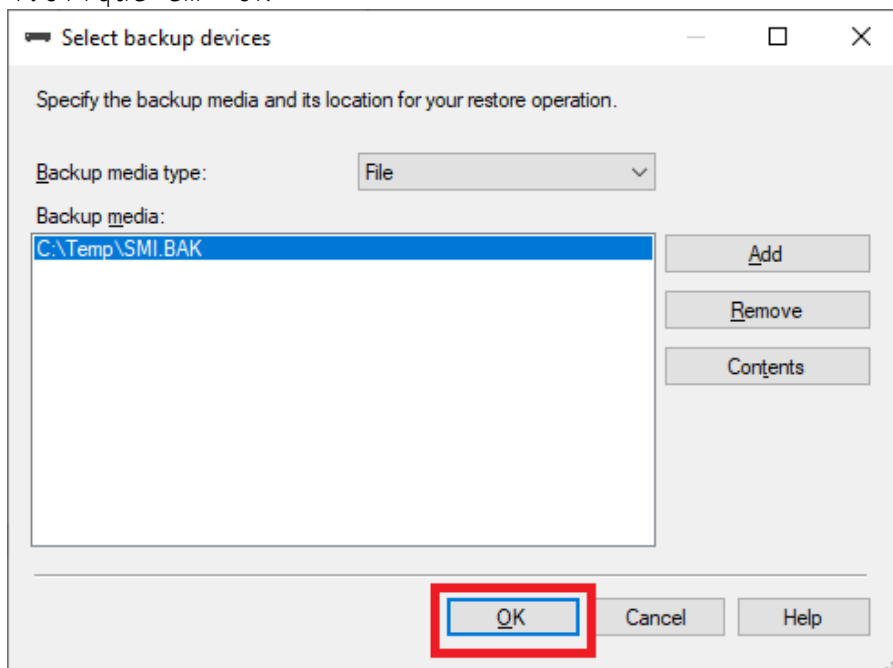 Select backup devices
Specify the backup media and its location for your restore operation.
Backup media type: File
Backup media:
C:\Temp\SMI.BAK
Add
Remove
Contents
OK Cancel Help